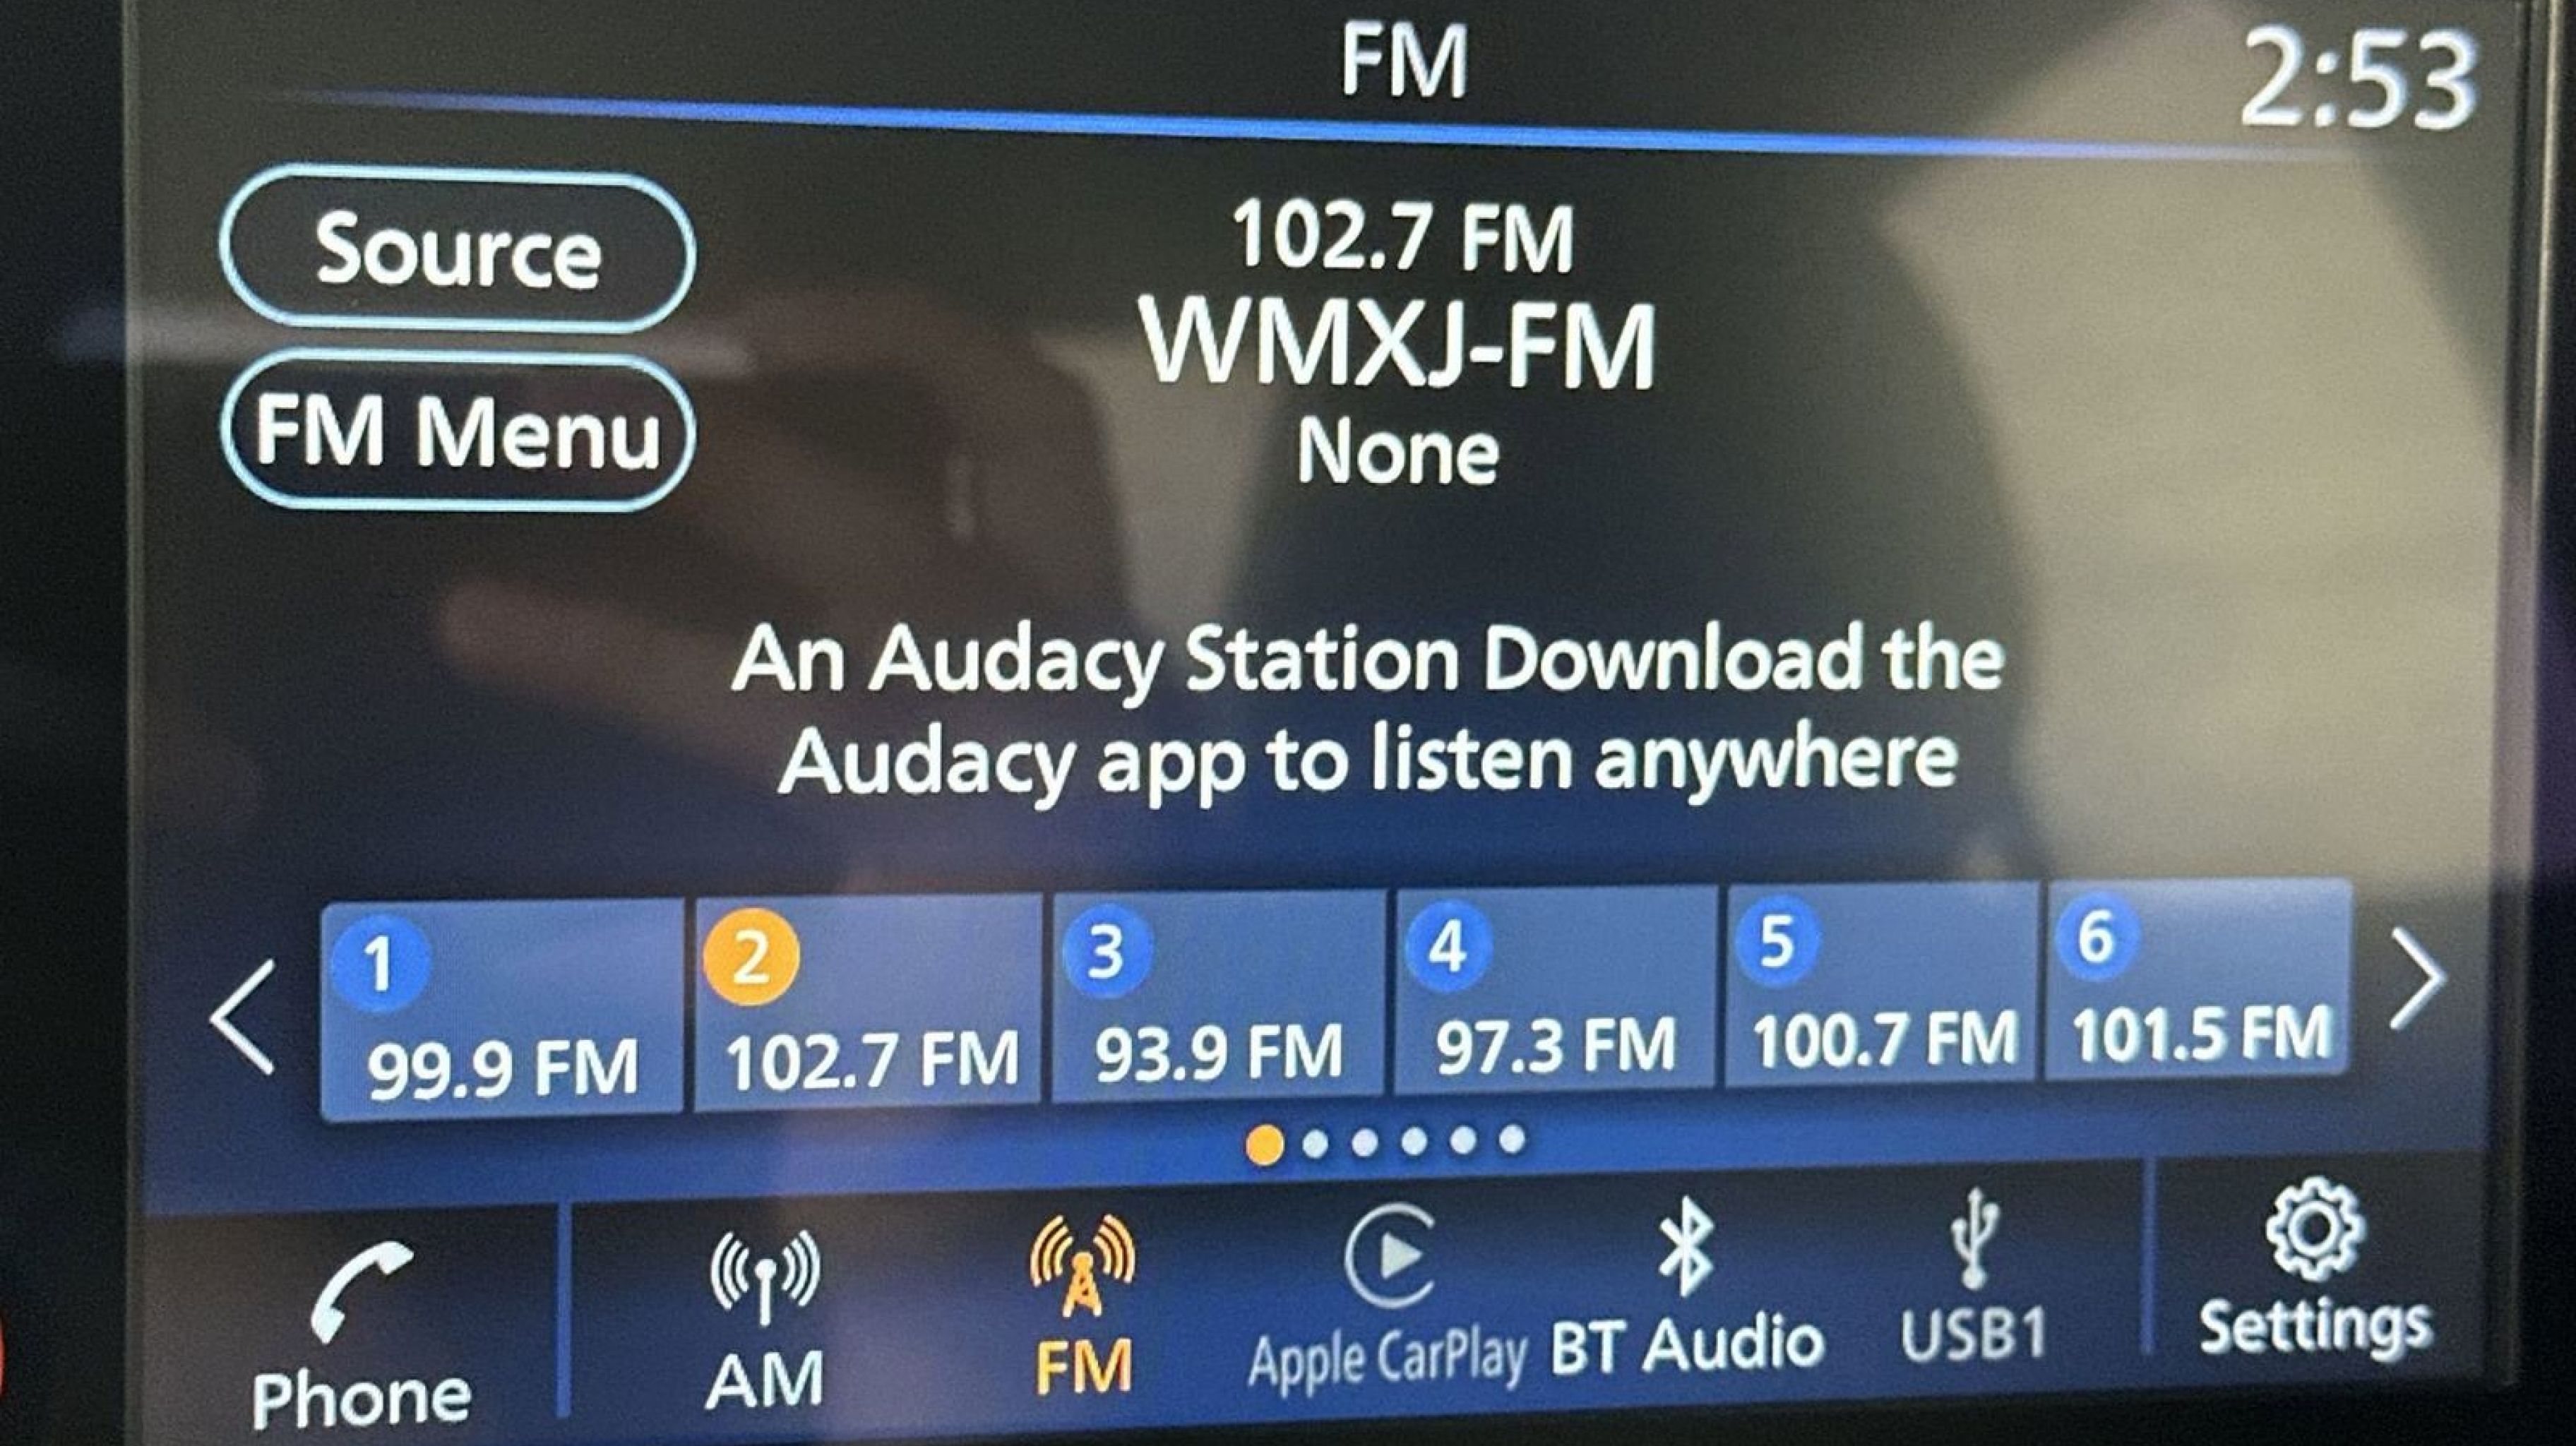 FM
2:53
Source
FM Menu
102.7 FM
WMXJ-FM
None
An Audacy Station Download the
Audacy app to listen anywhere
1
99.9 FM
2
102.7 FM
3
93.9 FM
4
97.3 FM
5
100.7 FM
6
101.5 FM
Phone
AM
FM
Apple CarPlay
BT Audio
USB1
Settings